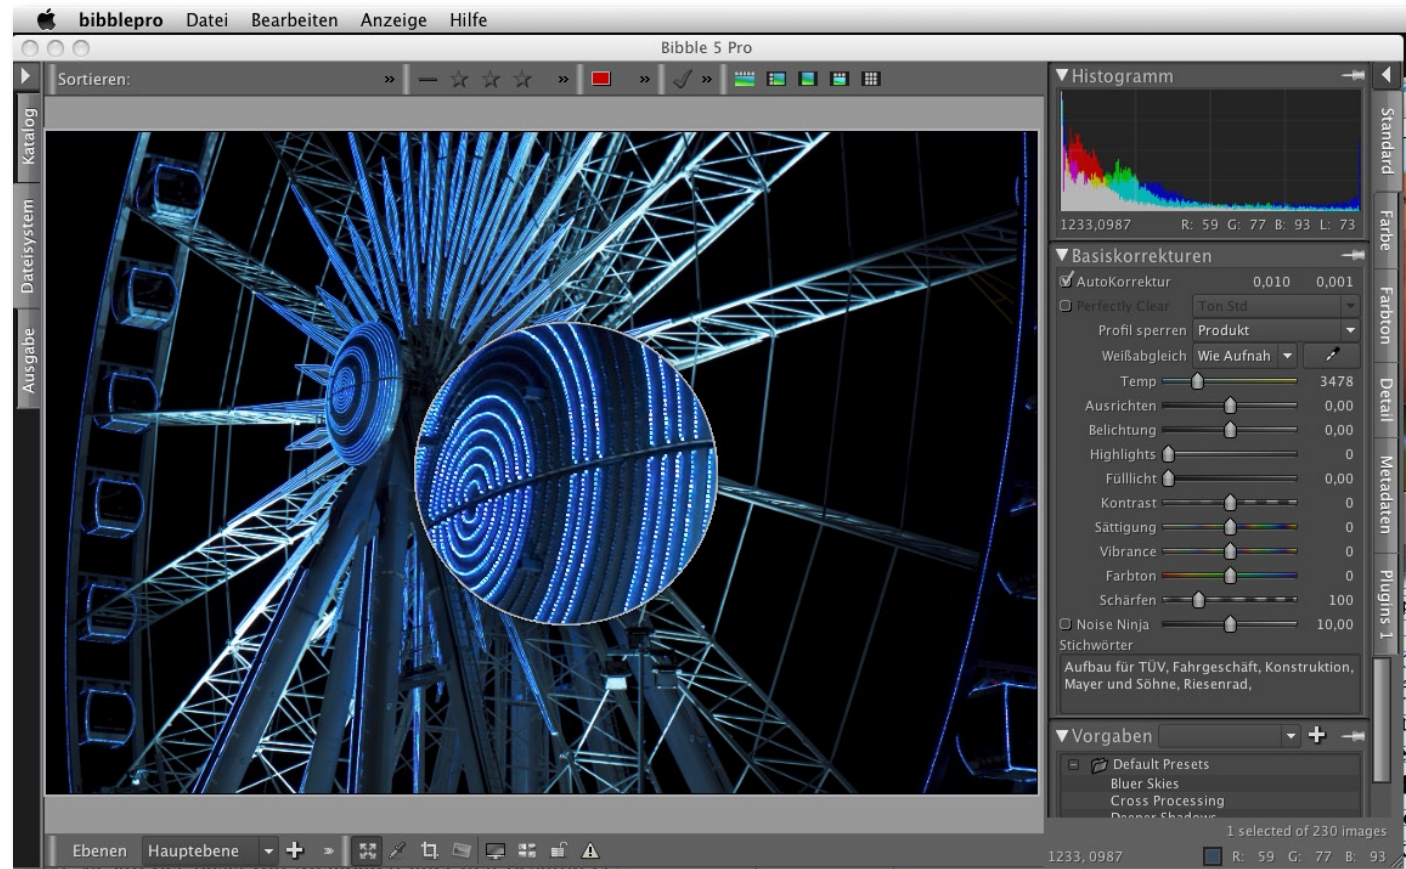 bibblepro Datei Bearbeiten Anzeige Hilfe
Bibble 5 Pro
Sortieren:
»
»
»
»
Katalog
Dateisystem
Ausgabe
Histogramm
1233,0987 R: 59 G: 77 B: 93 L: 73
Basiskorrekturen
AutoKorrektur 0,010 0,001
Perfectly Clear Ton Std
Profil sperren Produkt
Weißabgleich Wie Aufnah
Temp 3478
Ausrichten 0,00
Belichtung 0,00
Highlights 0
Fülllicht 0,00
Kontrast 0
Sättigung 0
Vibrance 0
Farbton 0
Schärfen 100
Noise Ninja 10,00
Stichwörter
Aufbau für TÜV, Fahrgeschäft, Konstruktion,
Mayer und Söhne, Riesenrad,
Vorgaben
Default Presets
Bluer Skies
Cross Processing
Deeper Shadows
Standard
Farbe
Farbton
Detail
Metadaten
Plugins 1
1 selected of 230 images
Ebenen Hauptebene »
1233,0987 R: 59 G: 77 B: 93